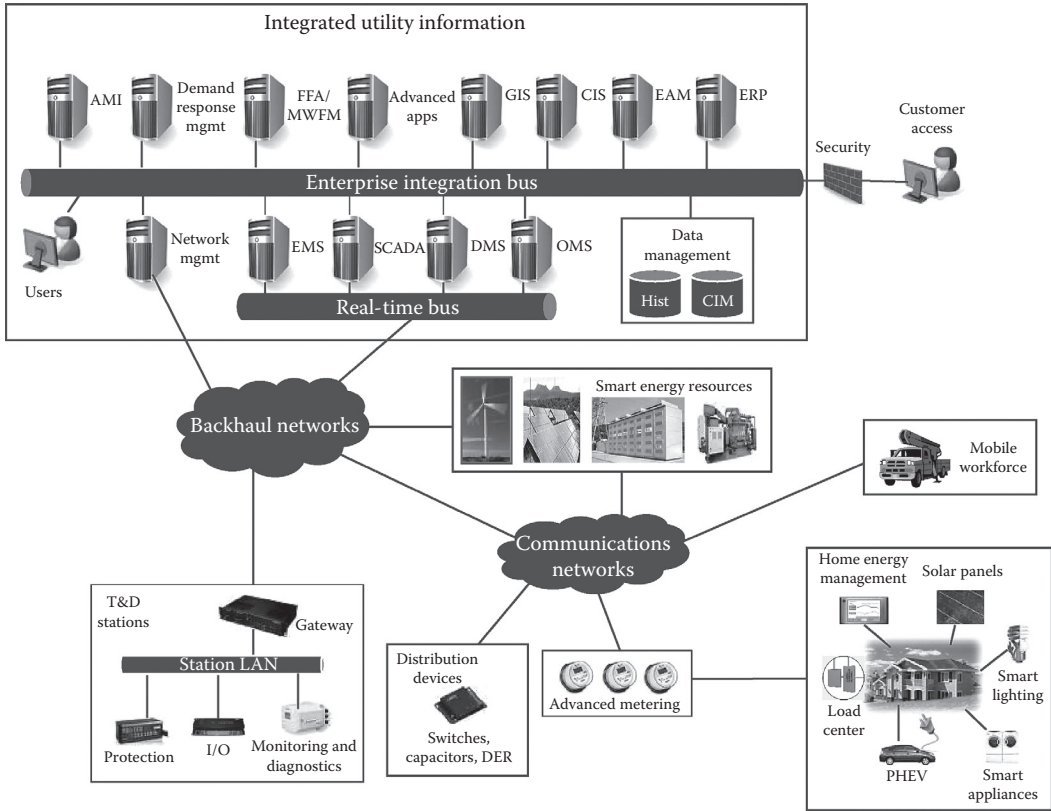 Integrated utility information
AMI
Demand
response
mgmt
FFA/
MWFM
Advanced
apps
GIS
CIS
EAM
ERP
Customer
access
Security
Enterprise integration bus
Users
Network
mgmt
EMS
SCADA
DMS
OMS
Data
management
Hist
CIM
Real-time bus
Backhaul networks
Smart energy resources
Mobile
workforce
Communications
networks
T&D
stations
Gateway
Station LAN
Protection
I/O
Monitoring and
diagnostics
Distribution
devices
Switches,
capacitors, DER
Advanced metering
Home energy
management
Solar panels
Smart
lighting
Load
center
PHEV
Smart
appliances